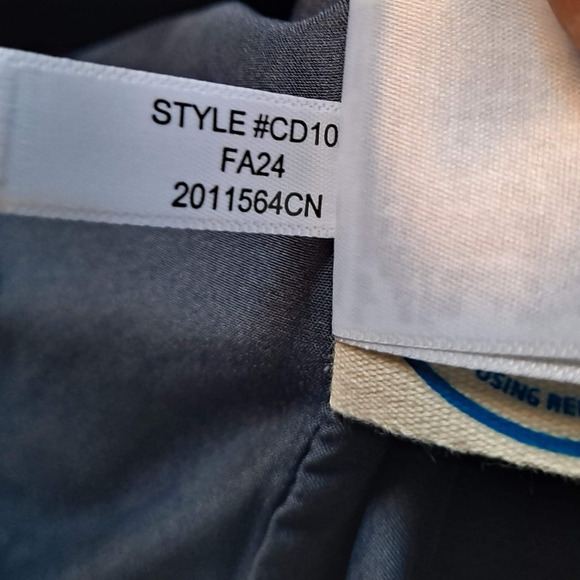 STYLE #CD10
FA24
2011564CN
USING RE